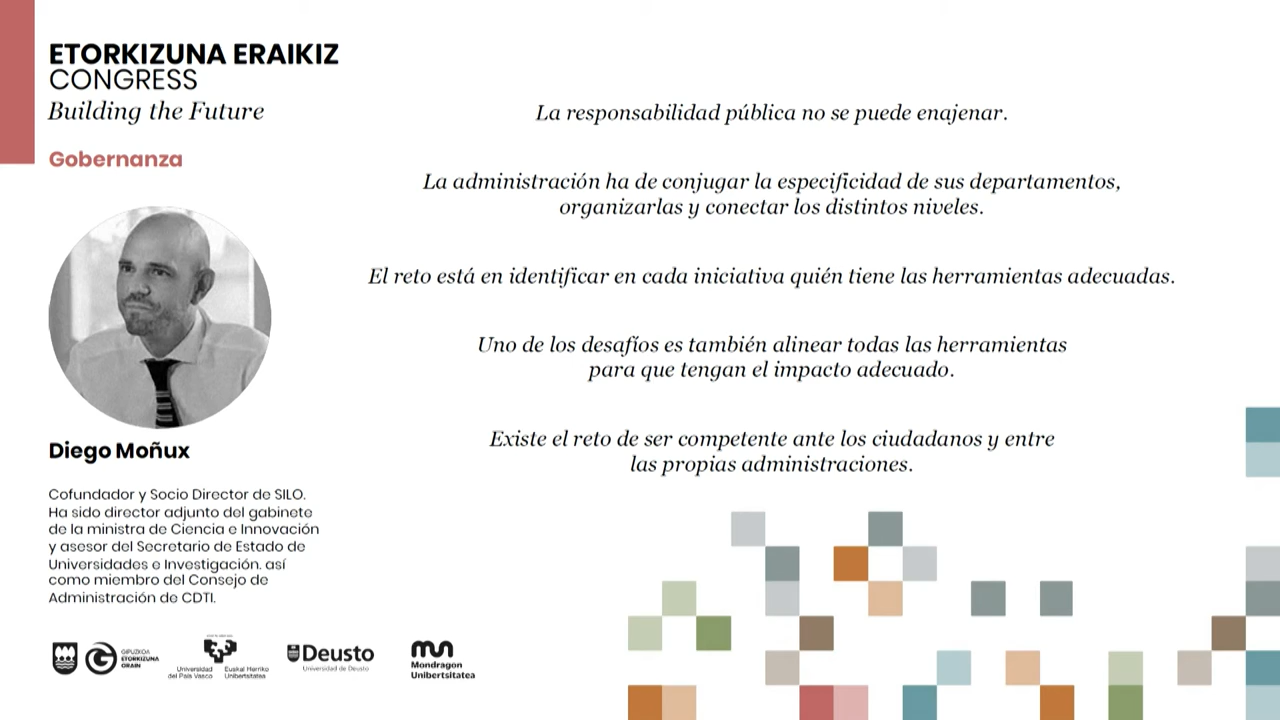 ETORKIZUNA ERAIKIZ
CONGRESS
Building the Future
Gobernanza
La responsabilidad pública no se puede enajenar.
La administración ha de conjugar la especificidad de sus departamentos,
organizarlas y conectar los distintos niveles.
El reto está en identificar en cada iniciativa quién tiene las herramientas adecuadas.
Uno de los desafíos es también alinear todas las herramientas
para que tengan el impacto adecuado.
Existe el reto de ser competente ante los ciudadanos y entre
las propias administraciones.
Diego Moñux
Cofundador y Socio Director de SILO.
Ha sido director adjunto del gabinete
de la ministra de Ciencia e Innovación
y asesor del Secretario de Estado de
Universidades e Investigación. así
como miembro del Consejo de
Administración de CDTI.
GIPUZKOA
ETORKIZUNA
ORAIN
Universidad
del País Vasco
Euskal Herriko
Unibertsitatea
Deusto
Universidad de Deusto
Mondragon
Unibertsitatea